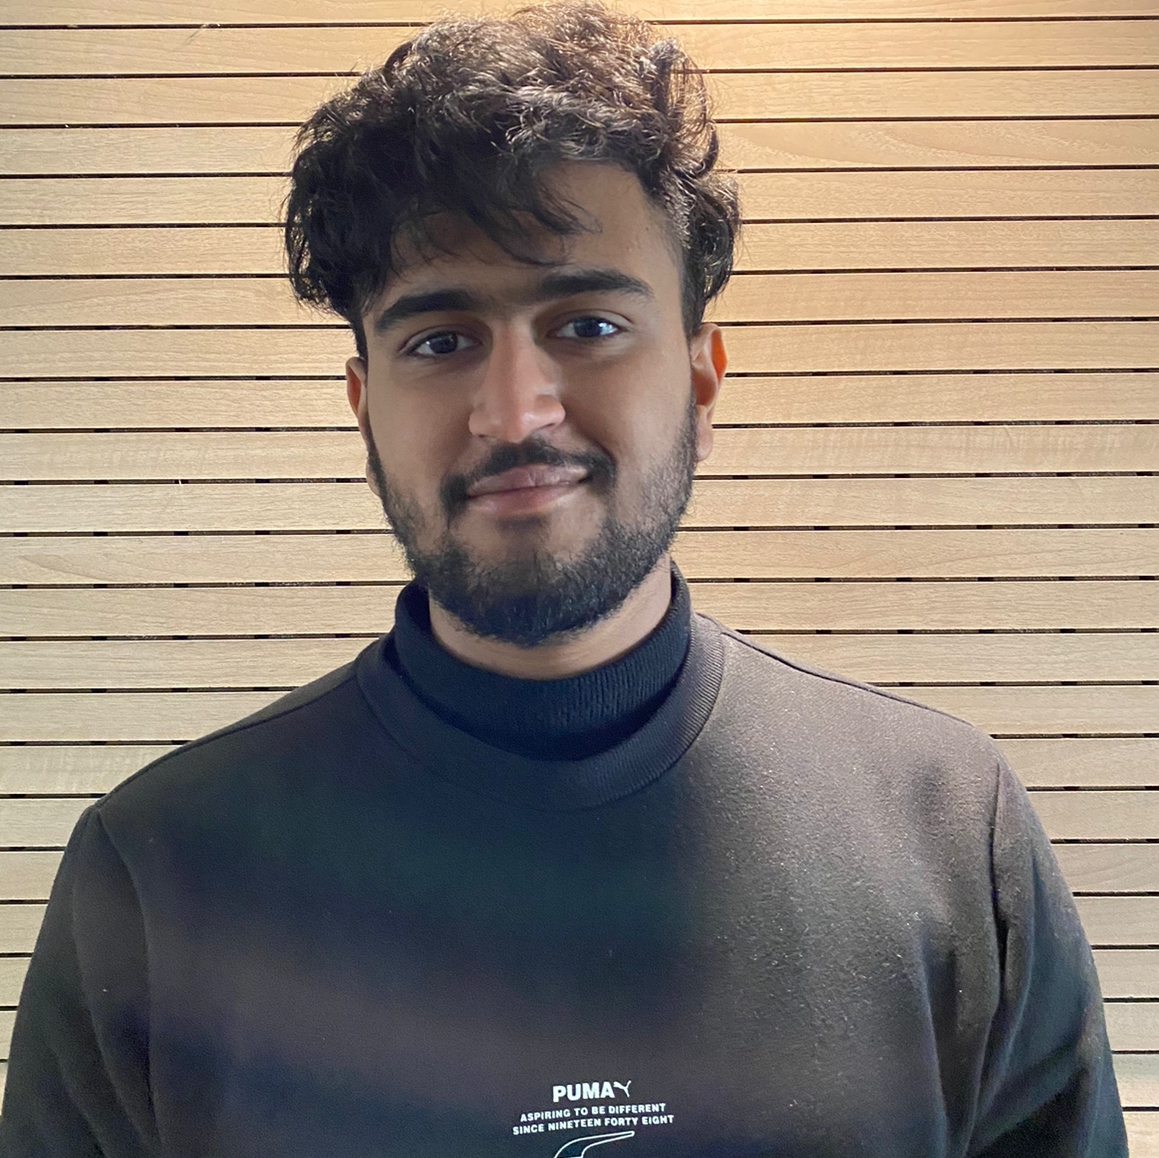 PUMA
ASPIRING TO BE DIFFERENT
SINCE NINETEEN FORTY EIGHT